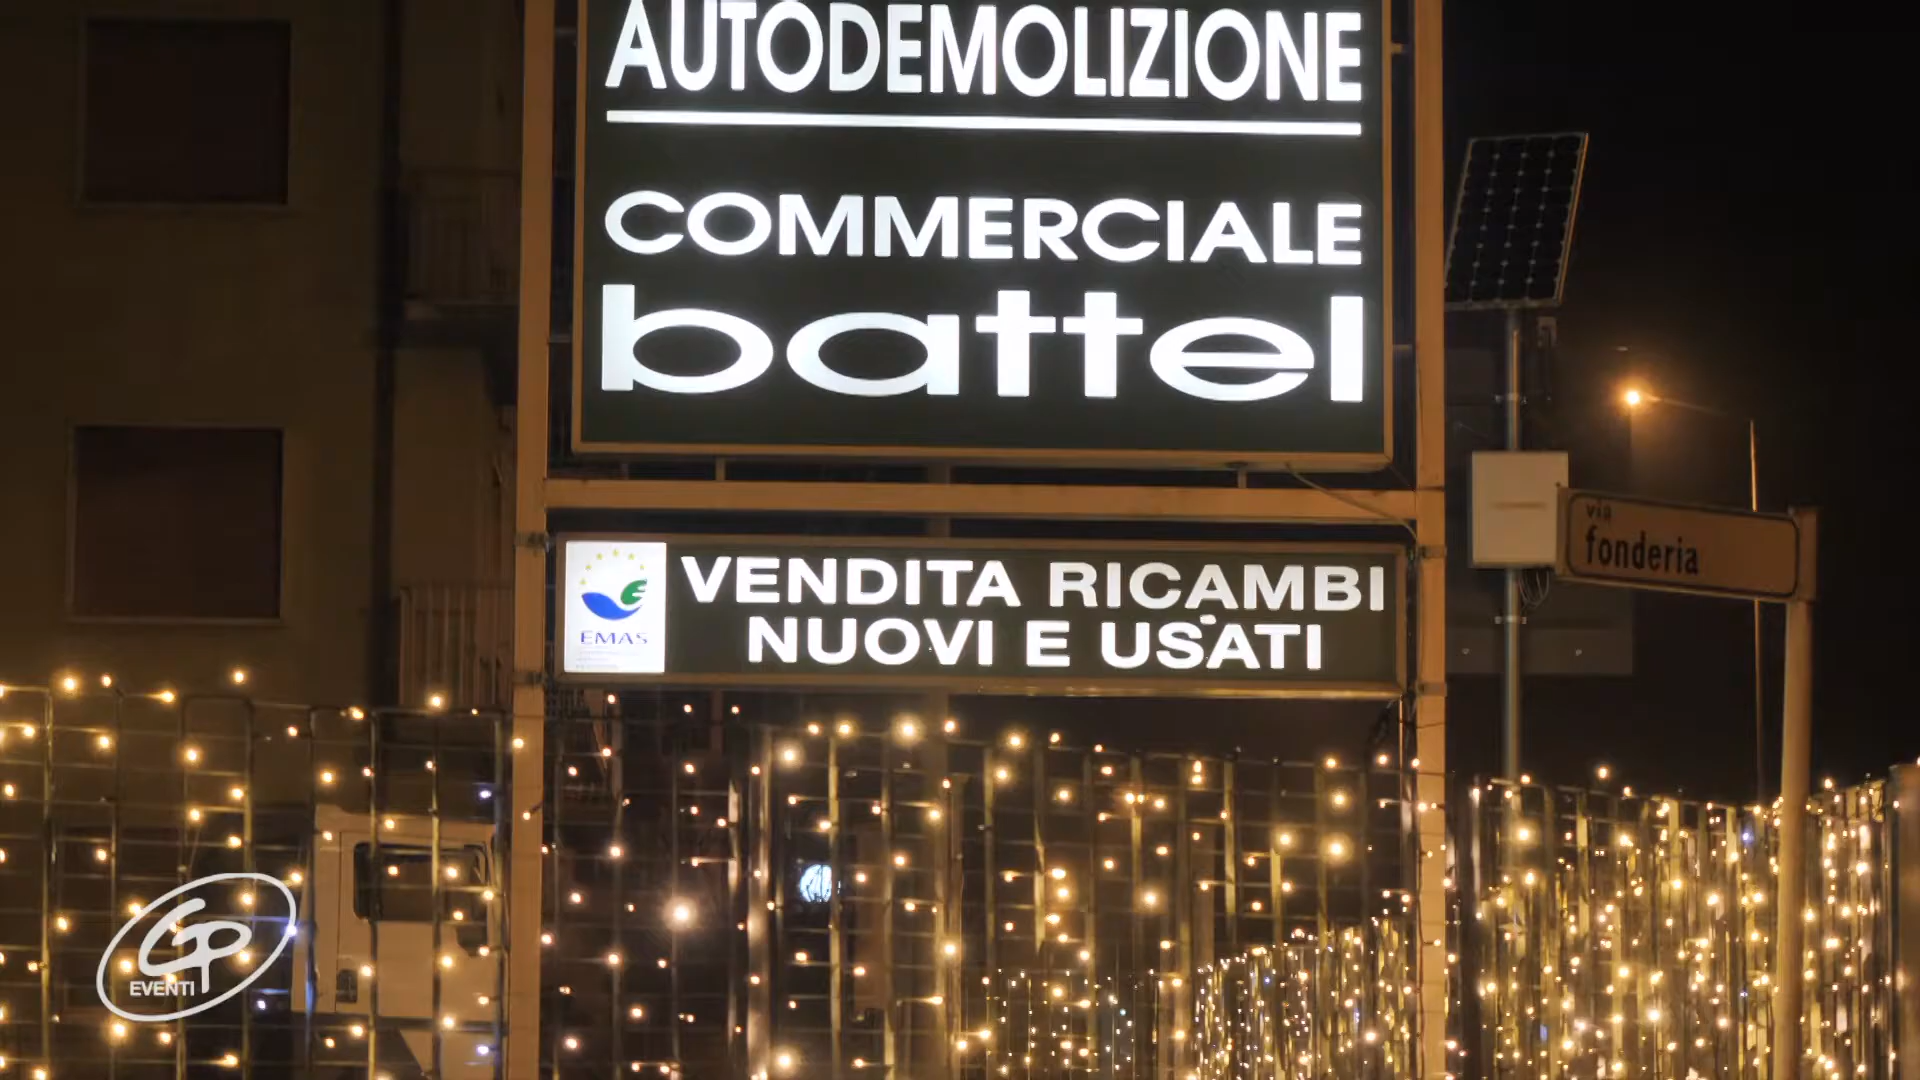 AUTODEMOLIZIONE
COMMERCIALE
battel
EMAS
VENDITA RICAMBI
NUOVI E USATI
via
fonderia
GP
EVENTI